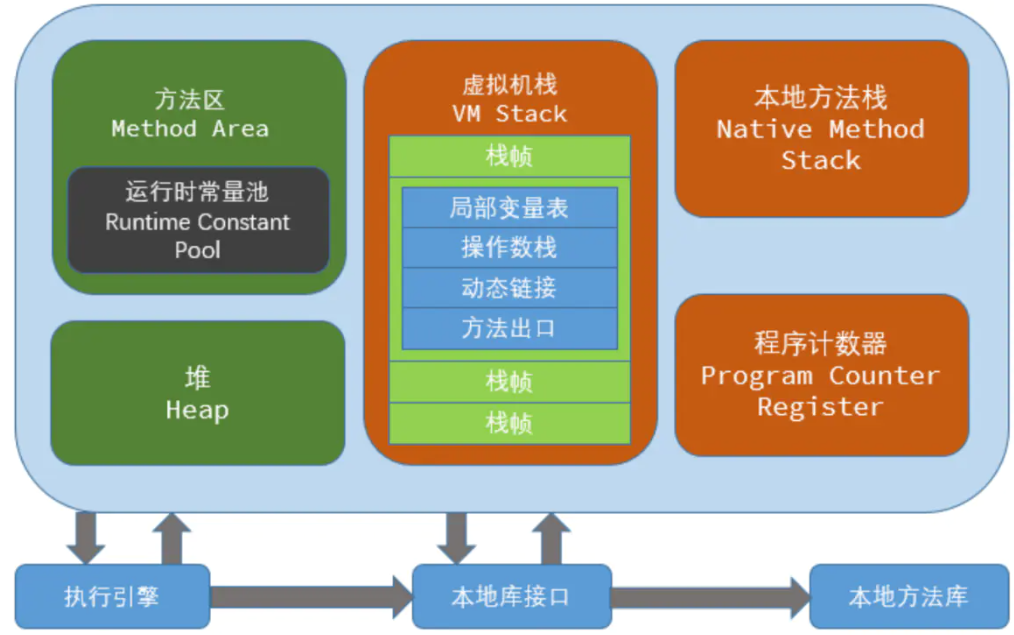 方法区
Method Area
运行时常量池
Runtime Constant
Pool
堆
Heap
虚拟机栈
VM Stack
栈帧
局部变量表
操作数栈
动态链接
方法出口
栈帧
栈帧
本地方法栈
Native Method
Stack
程序计数器
Program Counter
Register
执行引擎
本地库接口
本地方法库